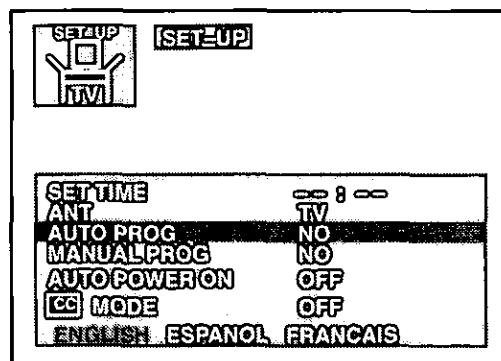 SET-UP
TV
SET-UP
SET TIME -- : --
ANT TV
AUTO PROG NO
MANUAL PROG NO
AUTO POWER ON OFF
CC MODE OFF
ENGLISH ESPANOL FRANCAIS